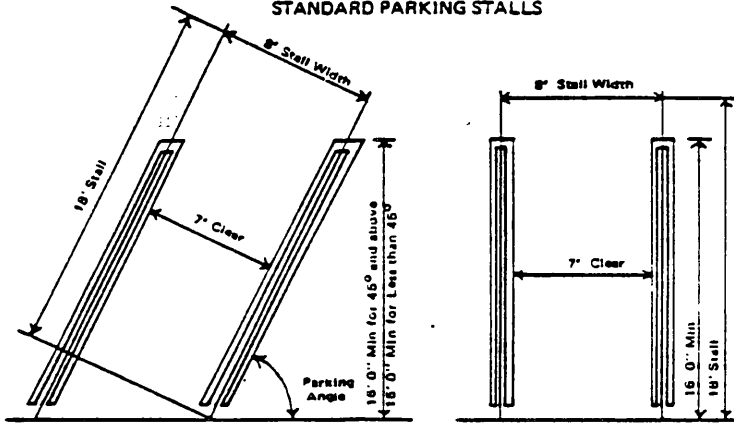 STANDARD PARKING STALLS
8' Stall Width
18' Stall
7' Clear
16' 0" Min for 45° and above
16' 0" Min for Less than 45°
Parking
Angle
8' Stall Width
7' Clear
16' 0" Min
18' Stall